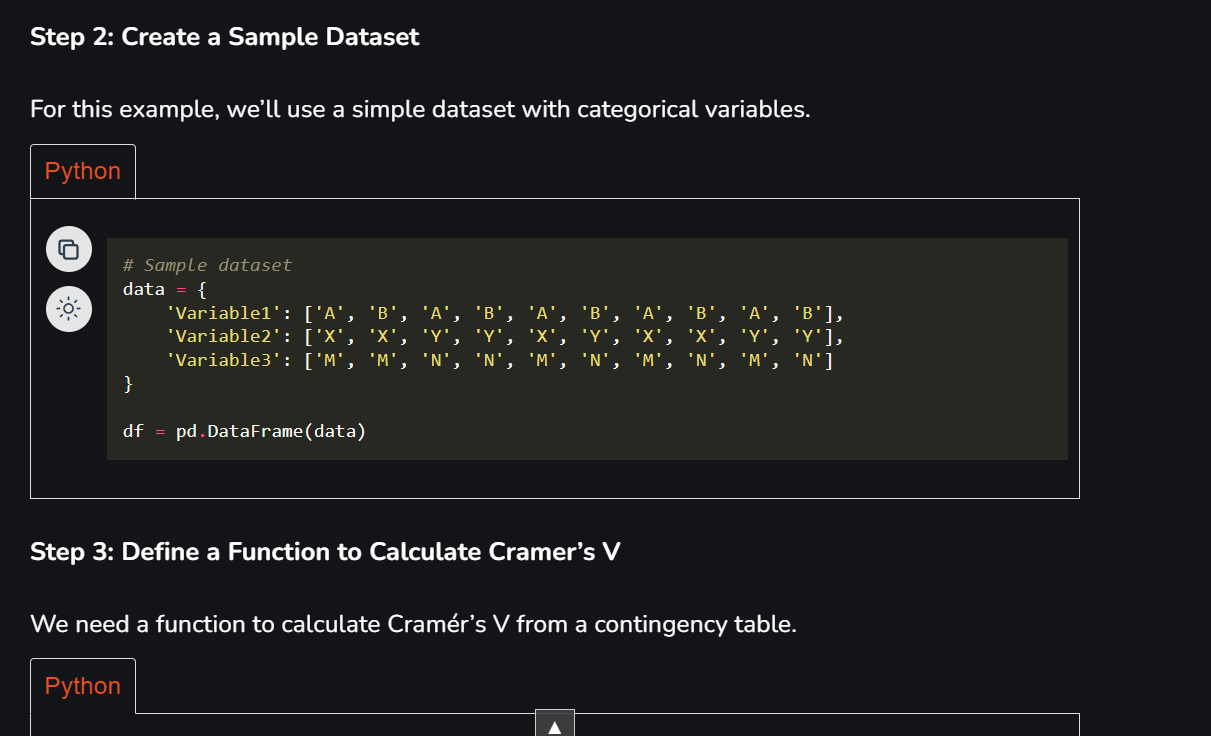 Step 2: Create a Sample Dataset
For this example, we’ll use a simple dataset with categorical variables.
Python
# Sample dataset
data = {
    'Variable1': ['A', 'B', 'A', 'B', 'A', 'B', 'A', 'B', 'A', 'B'],
    'Variable2': ['X', 'X', 'Y', 'Y', 'X', 'Y', 'X', 'X', 'Y', 'Y'],
    'Variable3': ['M', 'M', 'N', 'N', 'M', 'N', 'M', 'N', 'M', 'N']
}
df = pd.DataFrame(data)
Step 3: Define a Function to Calculate Cramer’s V
We need a function to calculate Cramér’s V from a contingency table.
Python